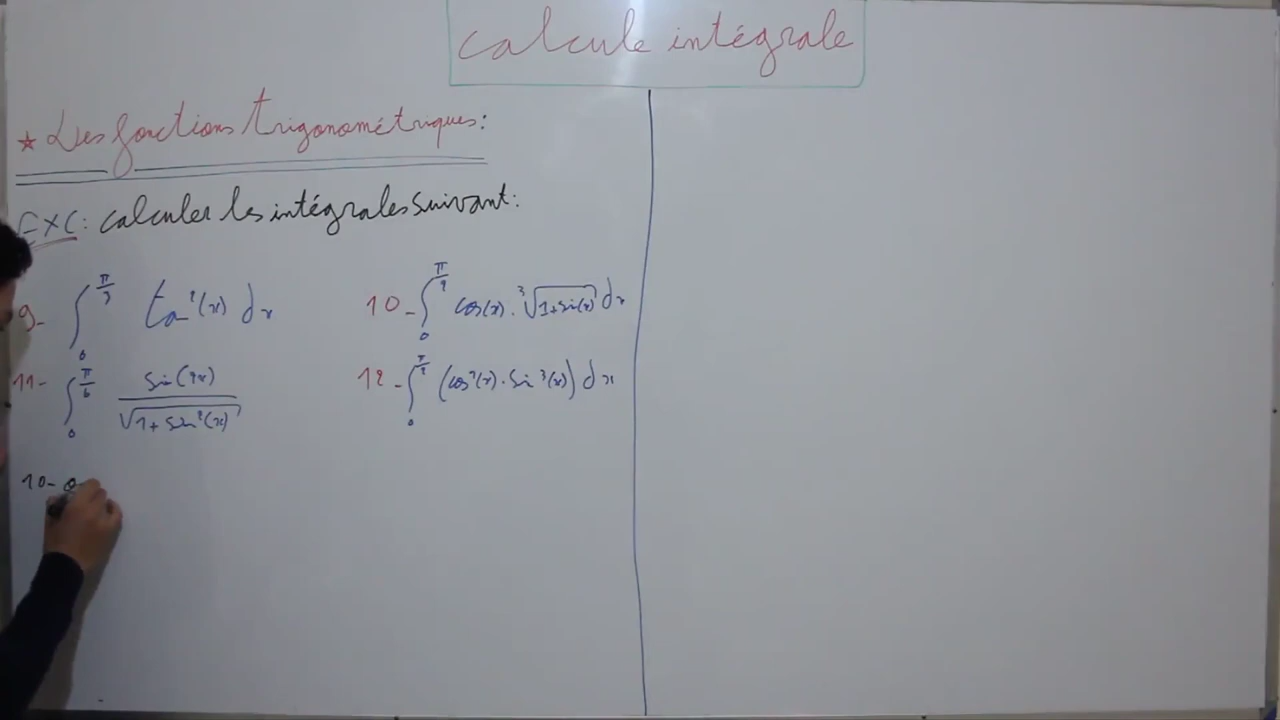 calcule intégrale
★ Les fonctions trigonométriques:
EXC: calculer les intégrales suivant:
9- ∫₀^{π/3} tan²(x) dx
10- ∫₀^{π/2} cos(x) · ∛(1+sin(x)) dx
11- ∫₀^{π/6} sin(2x) / √(1+sin²(x))
12- ∫₀^{π/2} (cos²(x) · sin³(x)) dx
10-